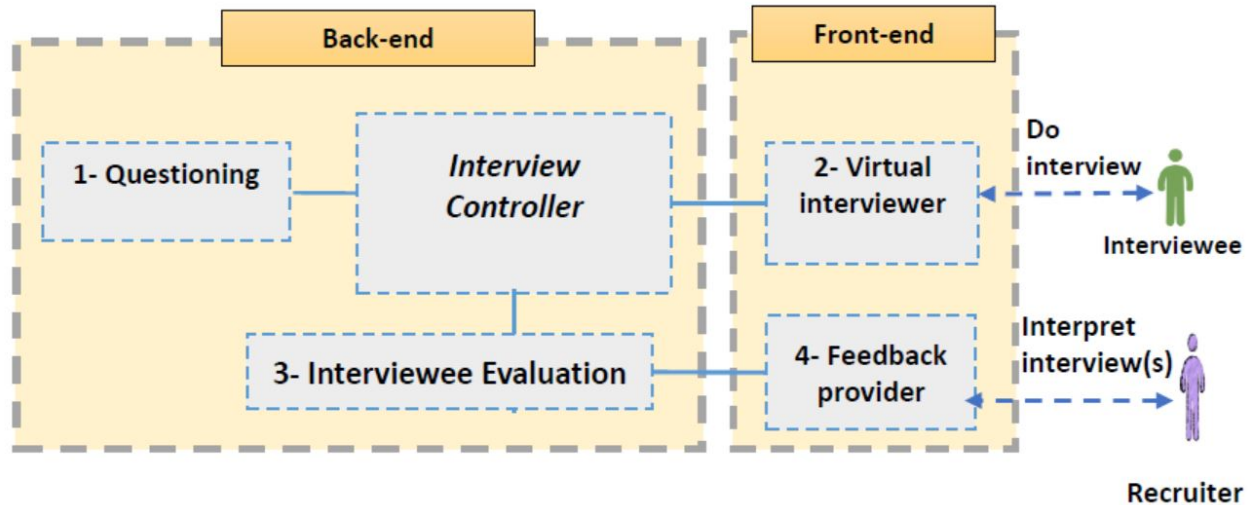 Back-end
Front-end
1- Questioning
Interview
Controller
2- Virtual
interviewer
Do
interview
Interviewee
3- Interviewee Evaluation
4- Feedback
provider
Interpret
interview(s)
Recruiter